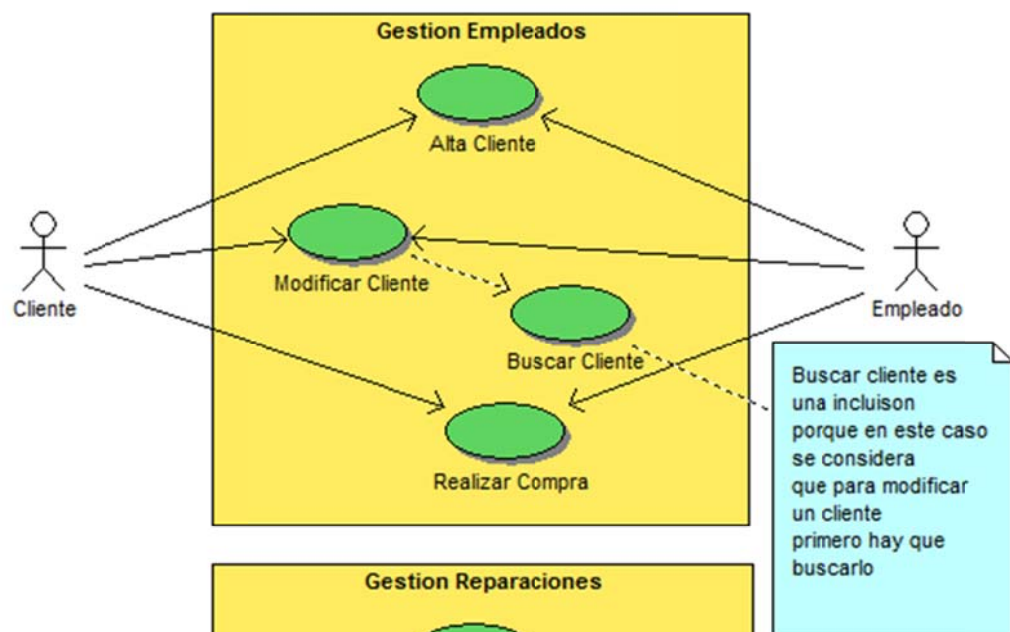 Gestion Empleados
Alta Cliente
Modificar Cliente
Cliente
Empleado
Buscar Cliente
Realizar Compra
Buscar cliente es
una incluison
porque en este caso
se considera
que para modificar
un cliente
primero hay que
buscarlo
Gestion Reparaciones